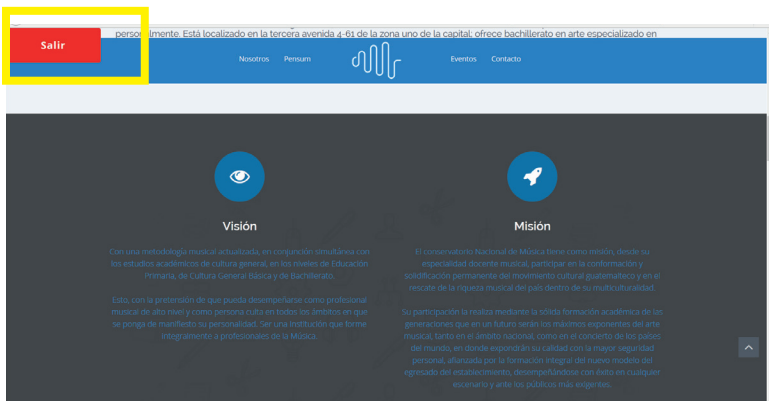 personalmente. Está localizado en la tercera avenida 4-61 de la zona uno de la capital; ofrece bachillerato en arte especializado en
Salir
Nosotros Pensum Eventos Contacto
Visión
Con una metodología musical actualizada, en conjunción simultánea con
los estudios académicos de cultura general, en los niveles de Educación
Primaria, de Cultura General Básica y de Bachillerato.
Esto, con la pretensión de que pueda desempeñarse como profesional
musical de alto nivel y como persona culta en todos los ámbitos en que
se ponga de manifiesto su personalidad. Ser una institución que forme
integralmente a profesionales de la Música.
Misión
El conservatorio Nacional de Música tiene como misión, desde su
especialidad docente musical, participar en la conformación y
solidificación permanente del movimiento cultural guatemalteco y en el
rescate de la riqueza musical del país dentro de su multiculturalidad.
Su participación la realiza mediante la sólida formación académica de las
generaciones que en un futuro serán los máximos exponentes del arte
musical, tanto en el ámbito nacional, como en el concierto de los países
del mundo, en donde expondrán su calidad con la mayor seguridad
personal, afianzada por la formación integral del nuevo modelo del
egresado del establecimiento, desempeñándose con éxito en cualquier
escenario y ante los públicos más exigentes.